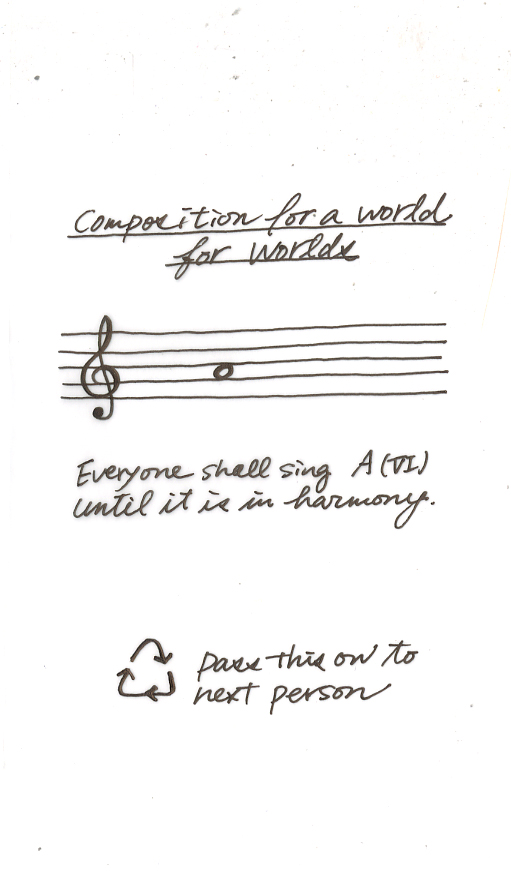 Composition for a world
for worlds
Everyone shall sing A(VI)
until it is in harmony.
pass this on to
next person